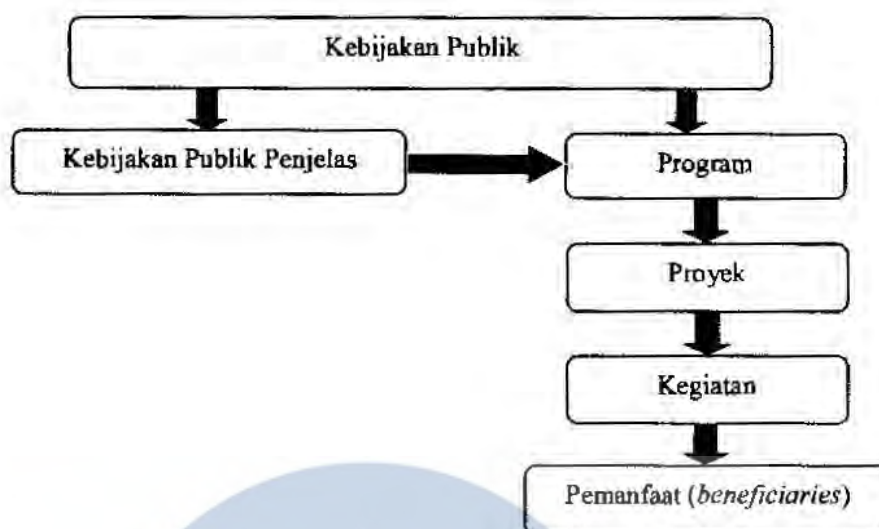 Kebijakan Publik
Kebijakan Publik Penjelas
Program
Proyek
Kegiatan
Pemanfaat (beneficiaries)